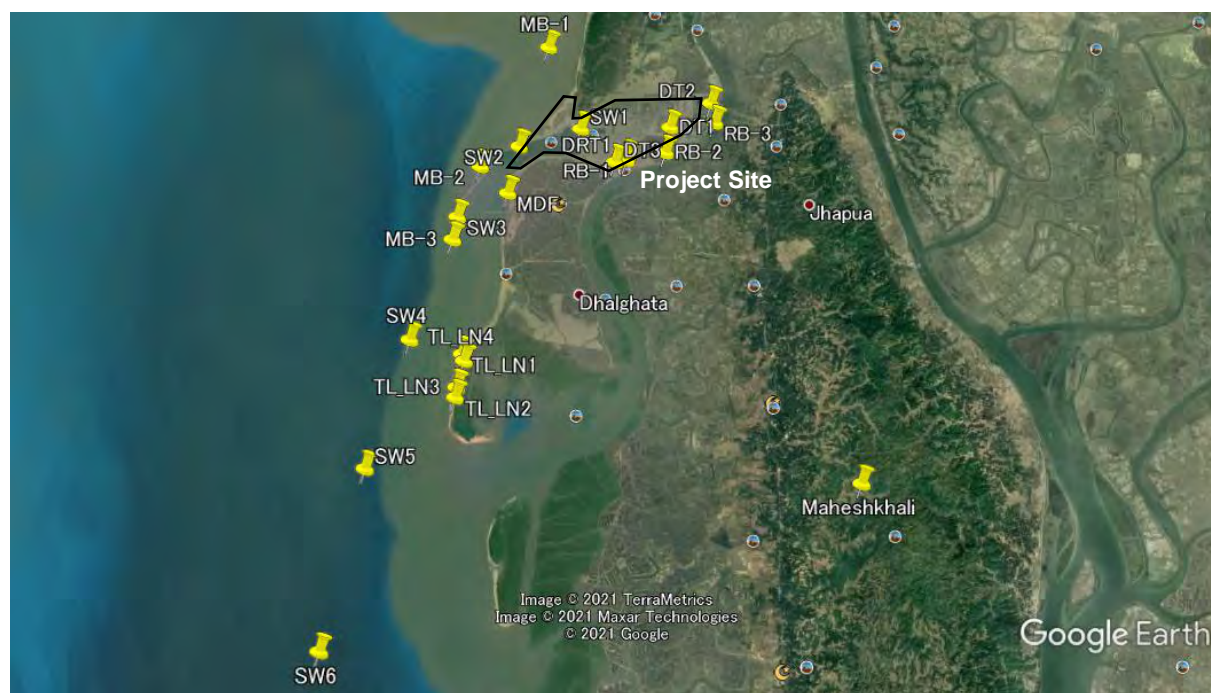 MB-1
DT2
SW1
DT1
RB-3
DRT1
DT3
RB-2
SW2
RB-1
MB-2
Project Site
MDF
Jhapua
SW3
MB-3
Dhalghata
SW4
TL_LN4
TL_LN1
TL_LN3
TL_LN2
SW5
Maheshkhali
Image © 2021 TerraMetrics
Image © 2021 Maxar Technologies
© 2021 Google
Google Earth
SW6